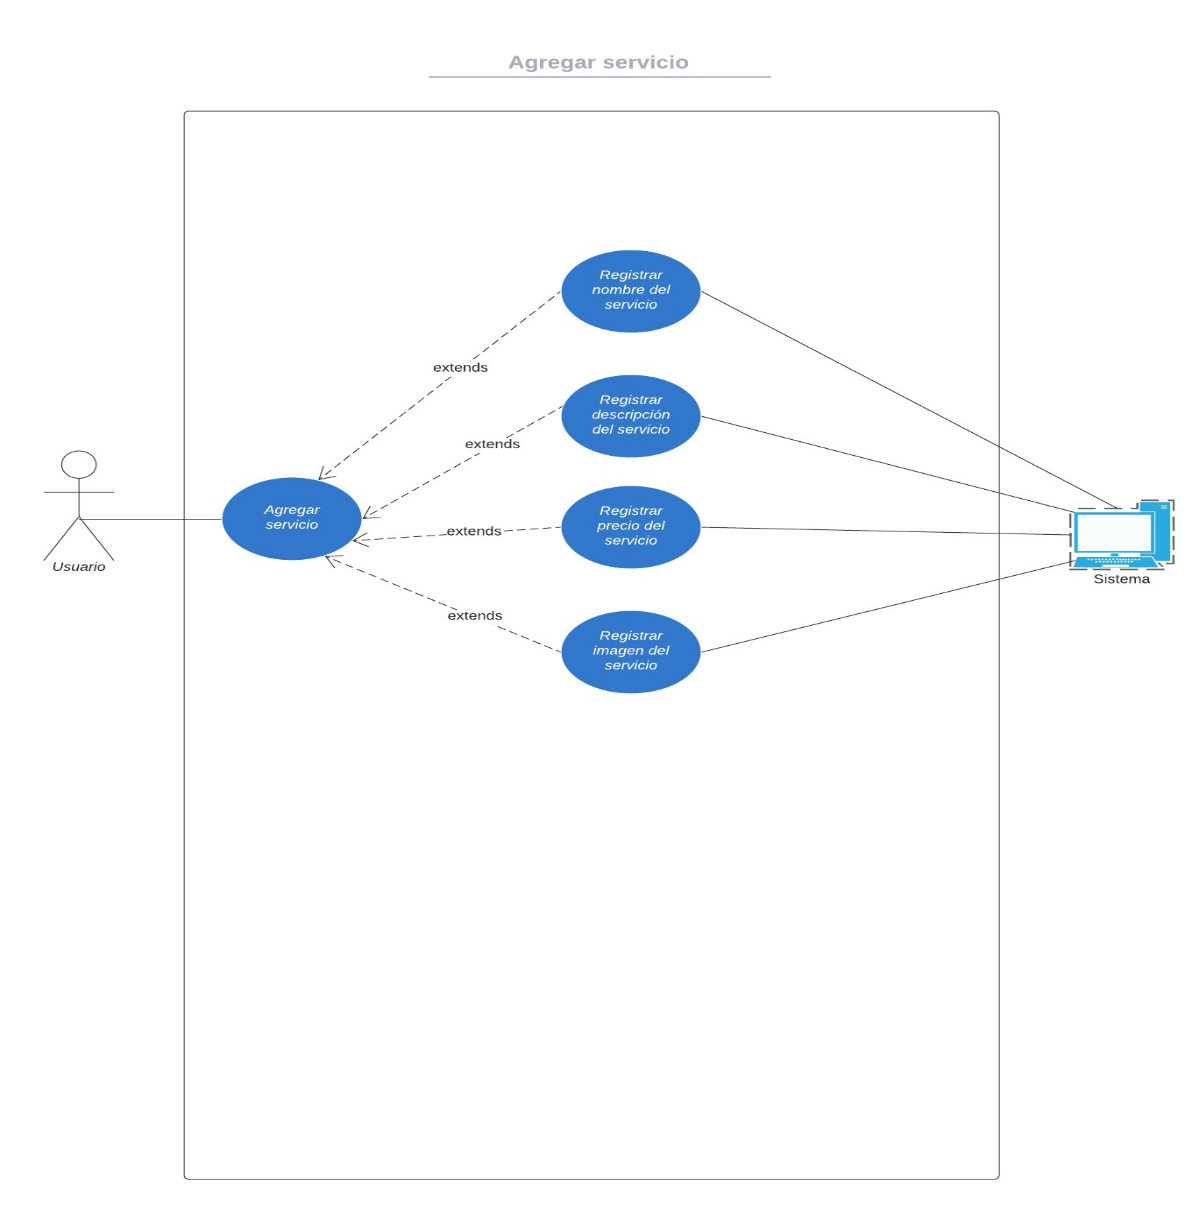 Agregar servicio
Registrar
nombre del
servicio
extends
Registrar
descripción
del servicio
extends
Agregar
servicio
Registrar
precio del
servicio
extends
Usuario
Sistema
extends
Registrar
imagen del
servicio